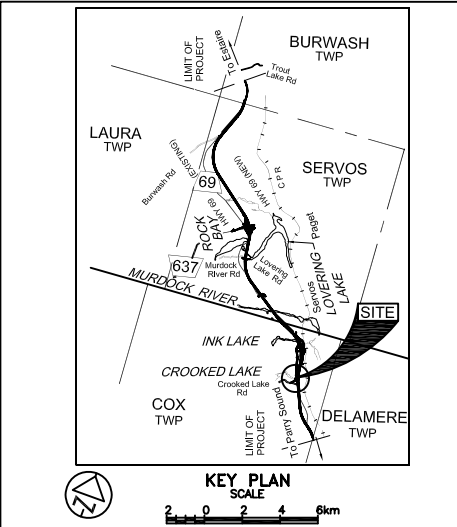 BURWASH
TWP
To Estaire
LIMIT OF
PROJECT
Trout
Lake Rd
LAURA
TWP
SERVOS
TWP
(EXISTING)
HWY 69 (NEW)
C P R
Burwash Rd
69
HWY 69
ROCK
BAY
Paget
637
Murdock
River Rd
Lovering
Lake Rd
Servos
LOVERING
LAKE
MURDOCK RIVER
SITE
INK LAKE
CROOKED LAKE
Crooked Lake
Rd
COX
TWP
LIMIT OF
PROJECT
To Parry Sound
DELAMERE
TWP
N
KEY PLAN
SCALE
2 0 2 4 6km